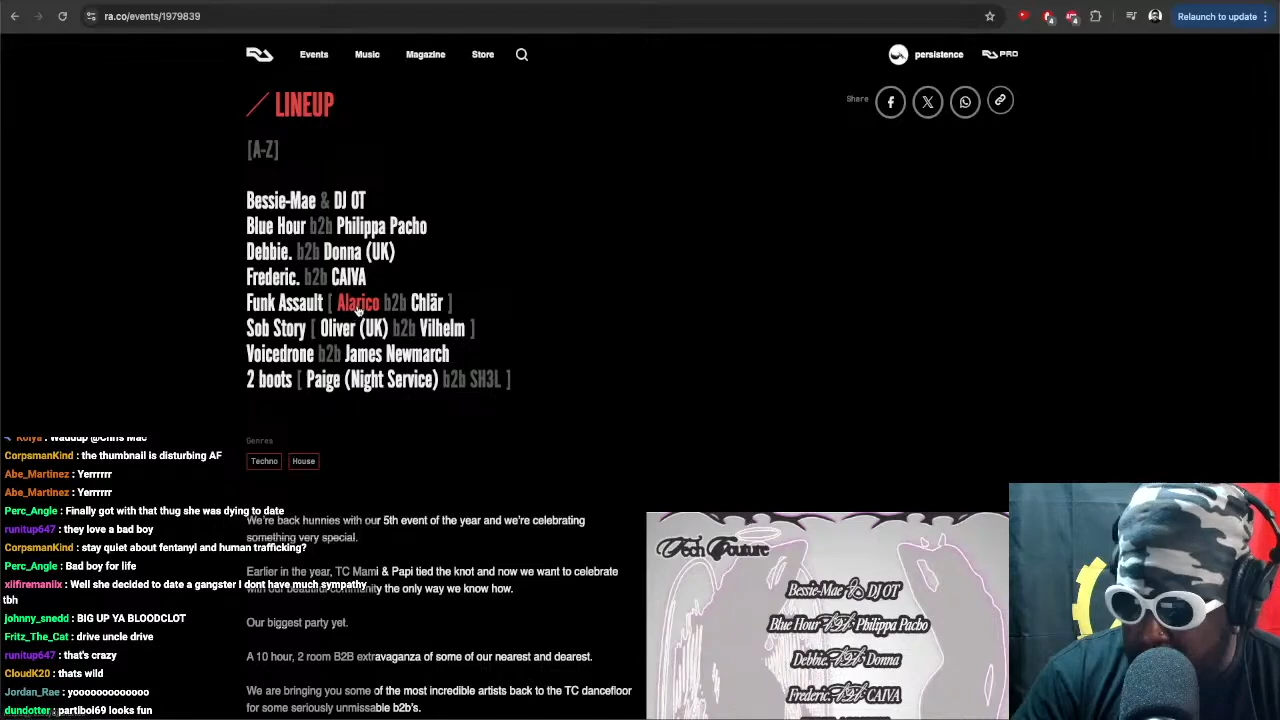 ra.co/events/1979839
Relaunch to update
Events Music Magazine Store
persistence
PRO
LINEUP
Share
[A-Z]
Bessie-Mae & DJ OT
Blue Hour b2b Philippa Pacho
Debbie. b2b Donna (UK)
Frederic. b2b CAIVA
Funk Assault [ Alarico b2b Chlär ]
Sob Story [ Oliver (UK) b2b Vilhelm ]
Voicedrone b2b James Newmarch
2 boots [ Paige (Night Service) b2b SH3L ]
Genres
Techno House
We're back hunnies with our 5th event of the year and we're celebrating
something very special.
Earlier in the year, TC Mami & Papi tied the knot and now we want to celebrate
with our beautiful community the only way we know how.
Our biggest party yet.
A 10 hour, 2 room B2B extravaganza of some of our nearest and dearest.
We are bringing you some of the most incredible artists back to the TC dancefloor
for some seriously unmissable b2b's.
Kolya : Waddup @Chris Mac
CorpsmanKind : the thumbnail is disturbing AF
Abe_Martinez : Yerrrrrr
Abe_Martinez : Yerrrrrr
Perc_Angle : Finally got with that thug she was dying to date
runitup647 : they love a bad boy
CorpsmanKind : stay quiet about fentanyl and human trafficking?
Perc_Angle : Bad boy for life
xilfiremanilx : Well she decided to date a gangster I dont have much sympathy
tbh
johnny_snedd : BIG UP YA BLOODCLOT
Fritz_The_Cat : drive uncle drive
runitup647 : that's crazy
CloudK20 : thats wild
Jordan_Rae : yoooooooooooo
dundotter : partiboi69 looks fun
Tech Couture
Bessie-Mae & DJ OT
Blue Hour b2b Philippa Pacho
Debbie. b2b Donna
Frederic. b2b CAIVA